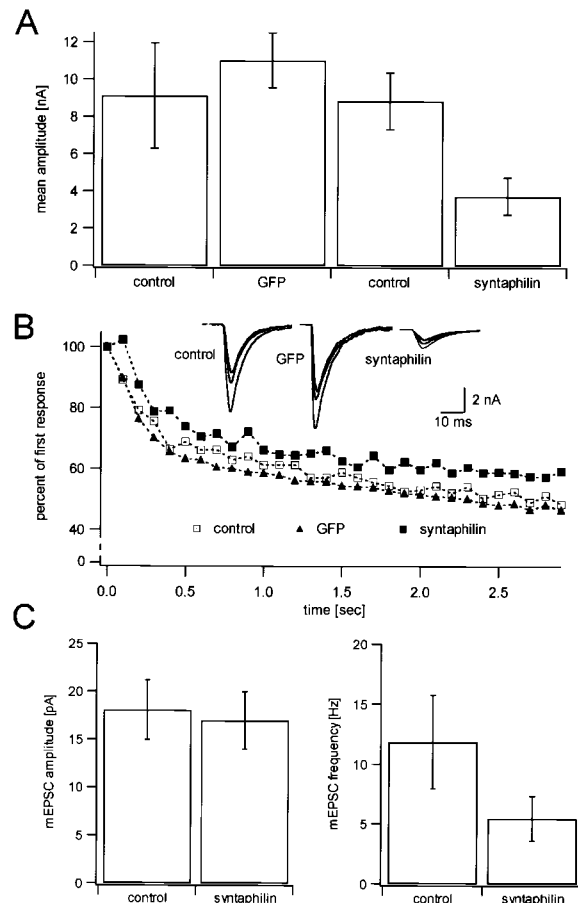 A
mean amplitude [nA]
12
10
8
6
4
2
0
control GFP control syntaphilin
B
control GFP syntaphilin
2 nA
10 ms
percent of first response
100
80
60
40
0
control GFP syntaphilin
0.0 0.5 1.0 1.5 2.0 2.5
time [sec]
C
mEPSC amplitude [pA]
25
20
15
10
5
0
control syntaphilin
mEPSC frequency [Hz]
20
15
10
5
0
control syntaphilin